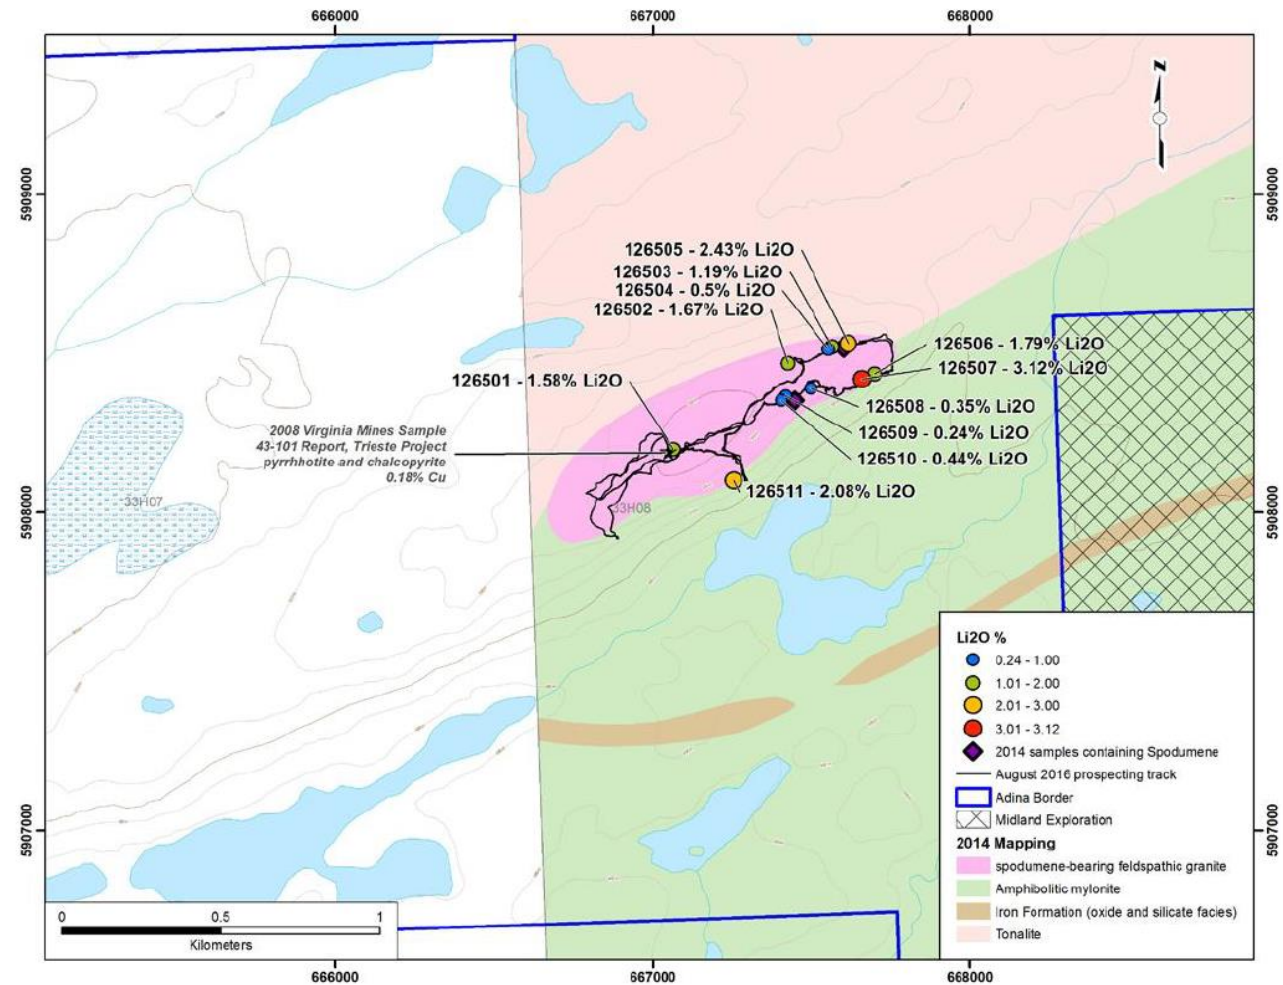 666000
667000
668000
5909000
5909000
126505 - 2.43% Li2O
126503 - 1.19% Li2O
126504 - 0.5% Li2O
126502 - 1.67% Li2O
126506 - 1.79% Li2O
126507 - 3.12% Li2O
126501 - 1.58% Li2O
126508 - 0.35% Li2O
126509 - 0.24% Li2O
126510 - 0.44% Li2O
2008 Virginia Mines Sample
43-101 Report, Trieste Project
pyrrhhotite and chalcopyrite
0.18% Cu
126511 - 2.08% Li2O
33H07
33H08
5908000
5908000
Li2O %
0.24 - 1.00
1.01 - 2.00
2.01 - 3.00
3.01 - 3.12
2014 samples containing Spodumene
August 2016 prospecting track
Adina Border
Midland Exploration
2014 Mapping
spodumene-bearing feldspathic granite
Amphibolitic mylonite
Iron Formation (oxide and silicate facies)
Tonalite
5907000
5907000
0 0.5 1
Kilometers
666000
667000
668000
N